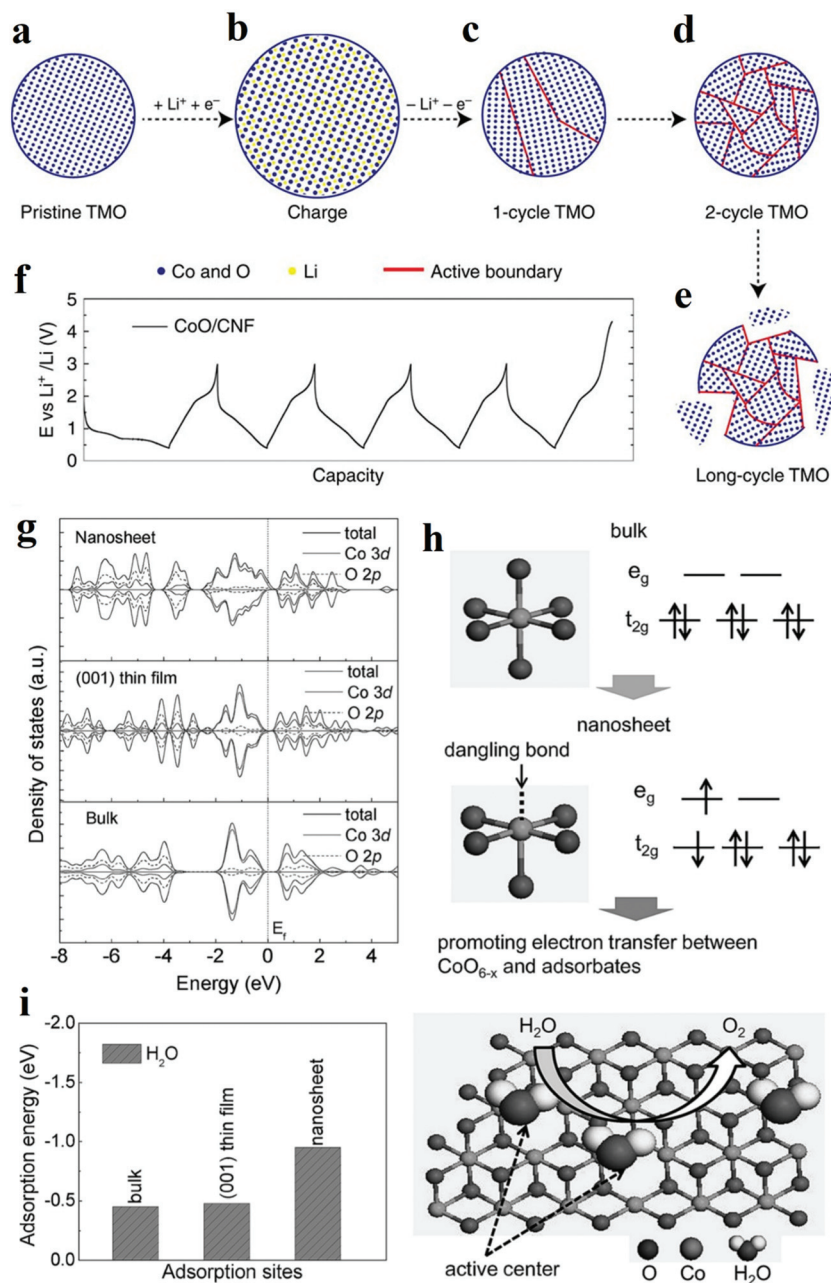 a
b
c
d
+ Li⁺ + e⁻
− Li⁺ − e⁻
Pristine TMO
Charge
1-cycle TMO
2-cycle TMO
Co and O
Li
Active boundary
f
CoO/CNF
5
4
3
2
1
0
E vs Li⁺ /Li (V)
Capacity
e
Long-cycle TMO
g
Nanosheet
total
Co 3d
O 2p
(001) thin film
total
Co 3d
O 2p
Bulk
total
Co 3d
O 2p
E_f
Density of states (a.u.)
-8 -6 -4 -2 0 2 4
Energy (eV)
h
bulk
e_g
t_2g
nanosheet
dangling bond
e_g
t_2g
promoting electron transfer between
CoO_6-x and adsorbates
i
-2.0
-1.5
-1.0
-0.5
0.0
Adsorption energy (eV)
H₂O
bulk
(001) thin film
nanosheet
Adsorption sites
H₂O
O₂
active center
O Co H₂O